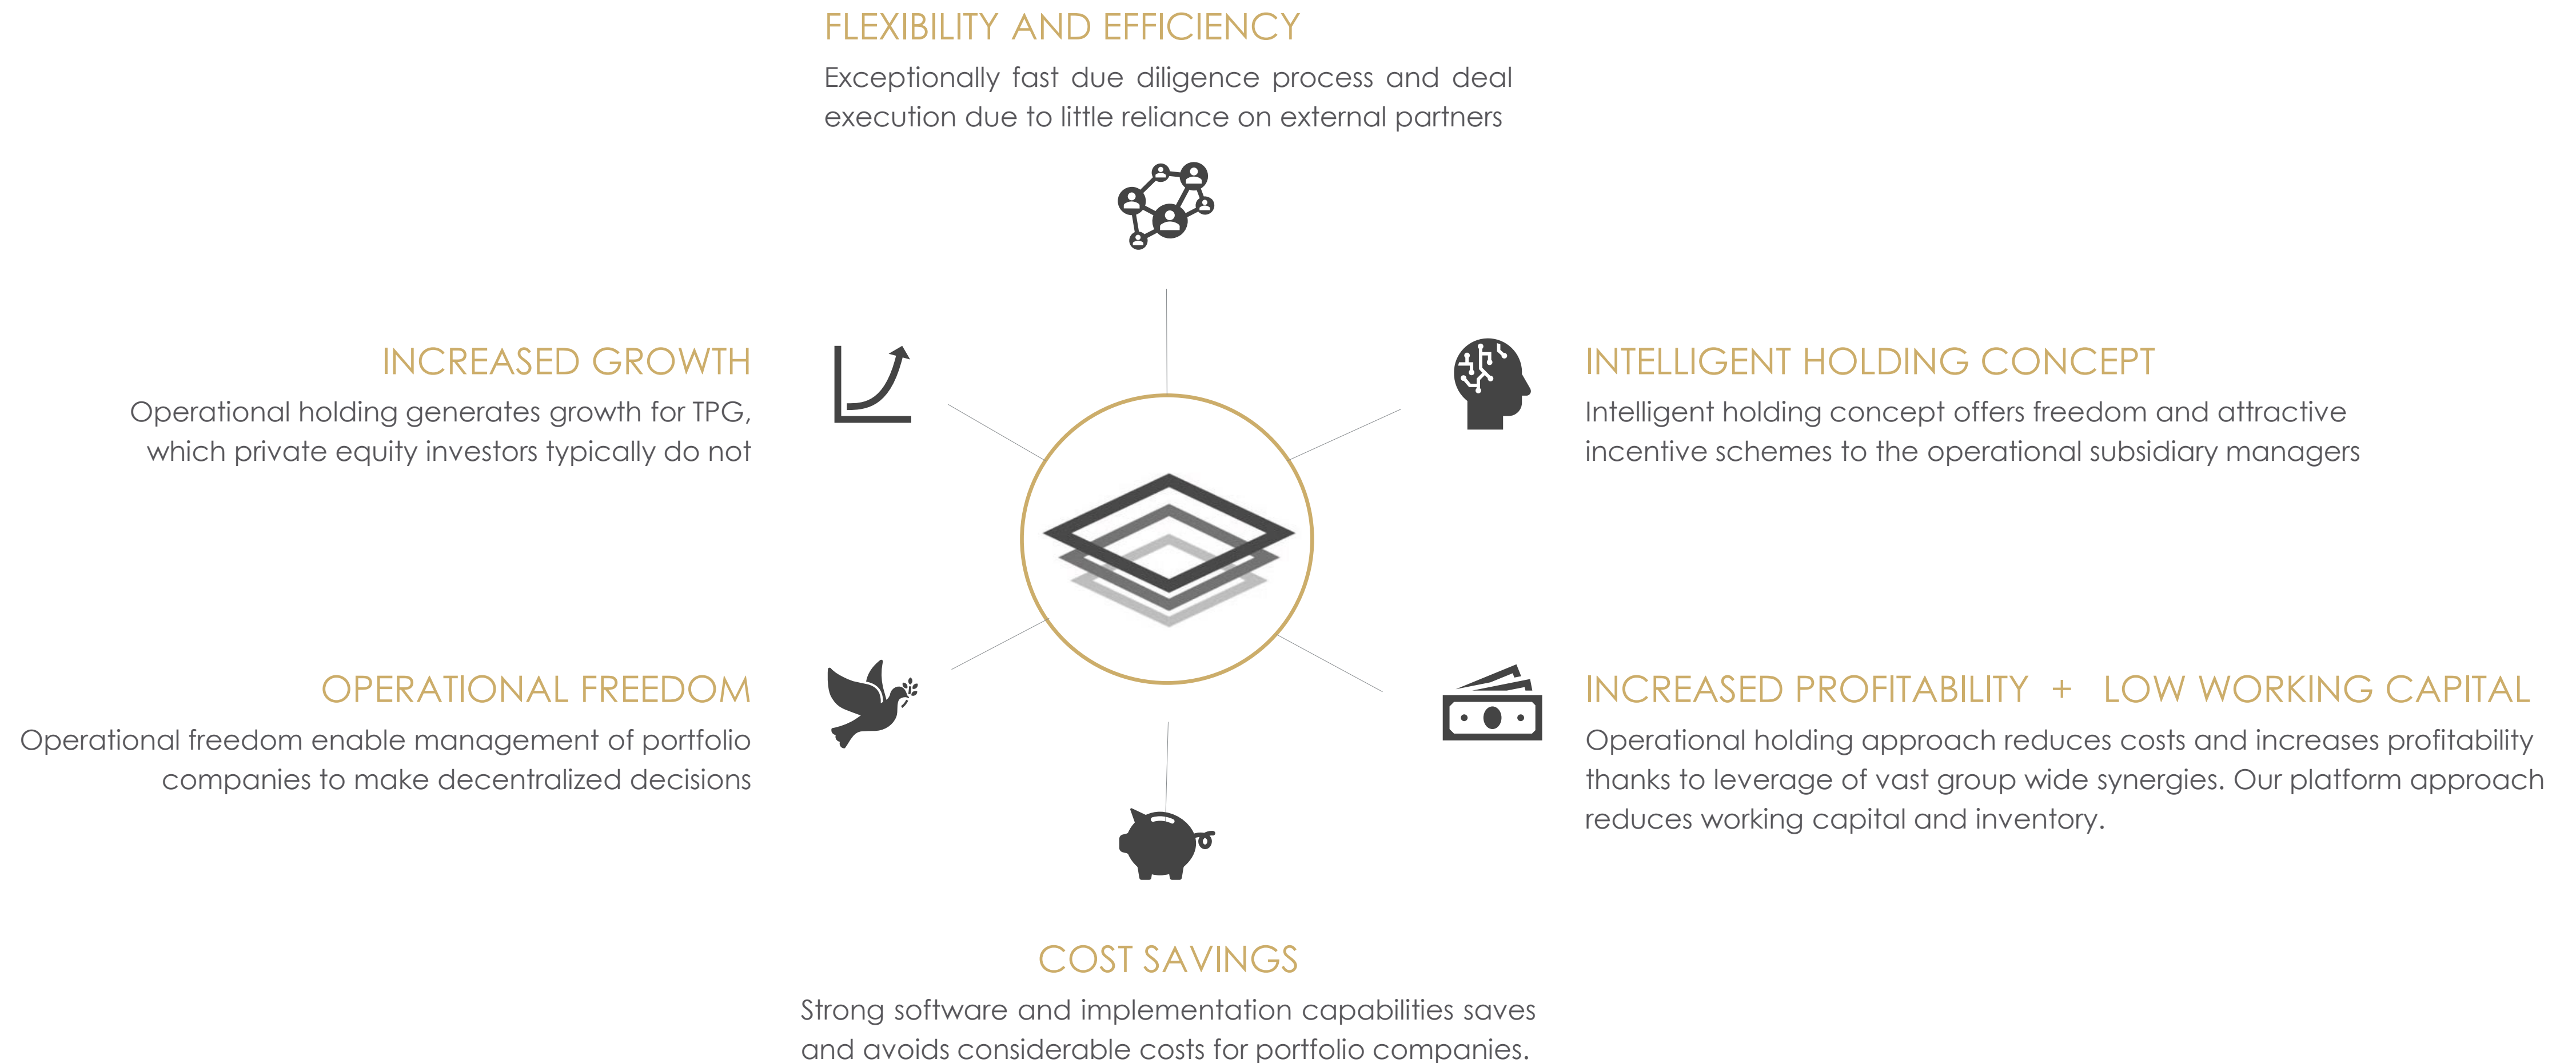 FLEXIBILITY AND EFFICIENCY
Exceptionally fast due diligence process and deal
execution due to little reliance on external partners
INCREASED GROWTH
Operational holding generates growth for TPG,
which private equity investors typically do not
INTELLIGENT HOLDING CONCEPT
Intelligent holding concept offers freedom and attractive
incentive schemes to the operational subsidiary managers
OPERATIONAL FREEDOM
Operational freedom enable management of portfolio
companies to make decentralized decisions
INCREASED PROFITABILITY + LOW WORKING CAPITAL
Operational holding approach reduces costs and increases profitability
thanks to leverage of vast group wide synergies. Our platform approach
reduces working capital and inventory.
COST SAVINGS
Strong software and implementation capabilities saves
and avoids considerable costs for portfolio companies.